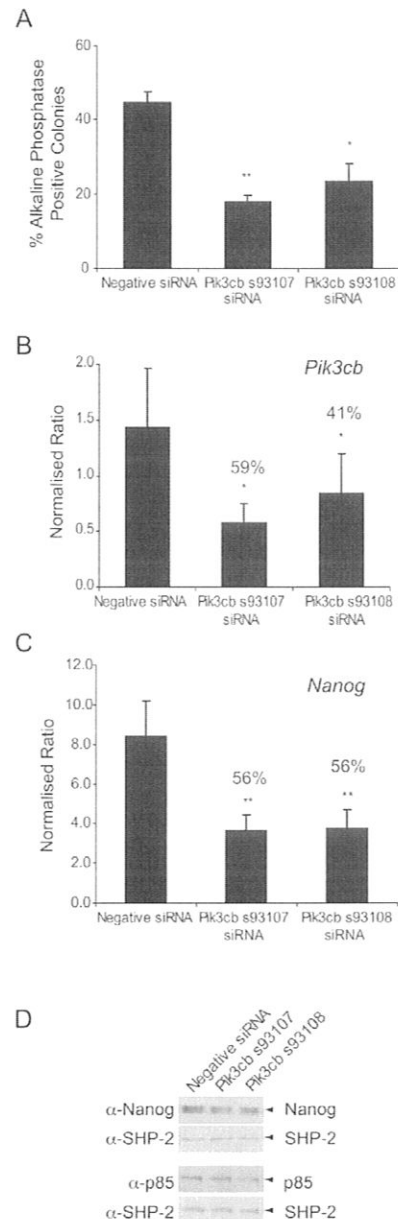 A
% Alkaline Phosphatase
Positive Colonies
60
40
20
0
**
*
Negative siRNA Pik3cb s93107 Pik3cb s93108
siRNA siRNA
B
Pik3cb
Normalised Ratio
2.0
1.5
1.0
0.5
0.0
59%
*
41%
*
Negative siRNA Pik3cb s93107 Pik3cb s93108
siRNA siRNA
C
Nanog
Normalised Ratio
12.0
10.0
8.0
6.0
4.0
2.0
0.0
56%
**
56%
**
Negative siRNA Pik3cb s93107 Pik3cb s93108
siRNA siRNA
D
Negative siRNA
Pik3cb s93107
Pik3cb s93108
α-Nanog Nanog
α-SHP-2 SHP-2
α-p85 p85
α-SHP-2 SHP-2